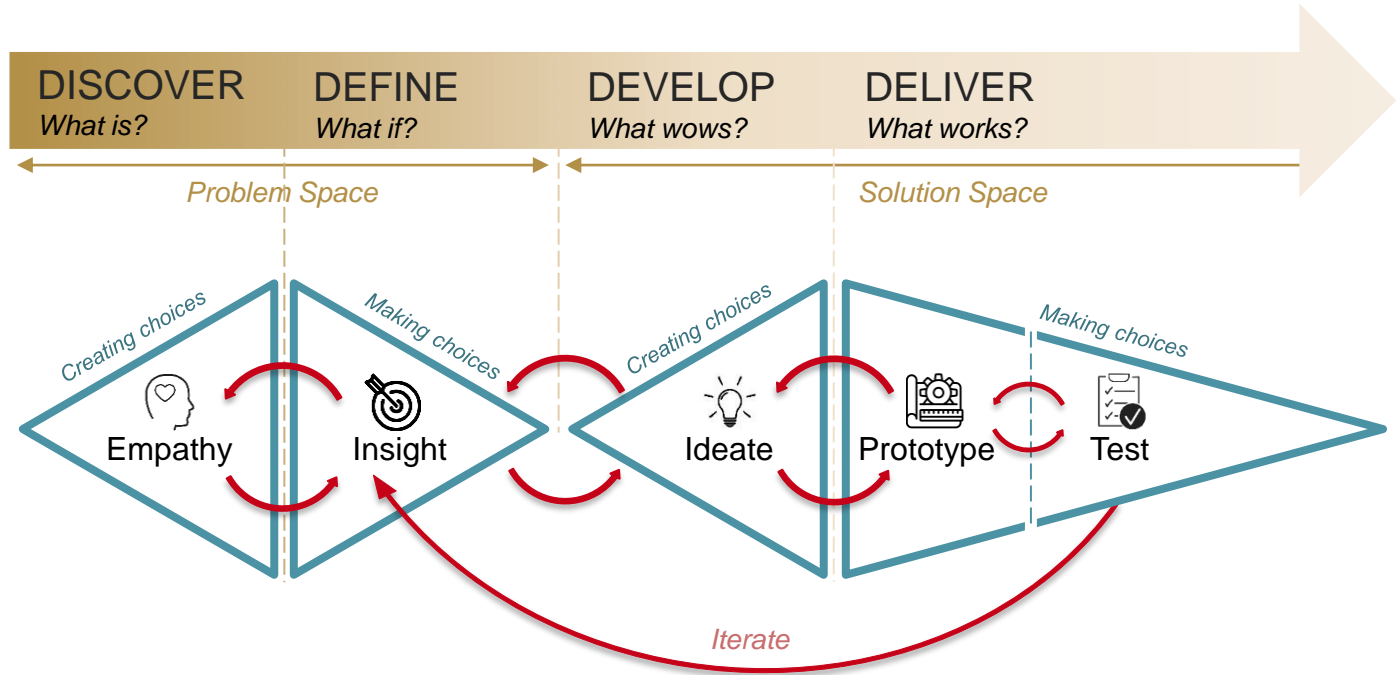 DISCOVER
What is?
DEFINE
What if?
DEVELOP
What wows?
DELIVER
What works?
Problem Space
Solution Space
Creating choices
Making choices
Creating choices
Making choices
Empathy
Insight
Ideate
Prototype
Test
Iterate